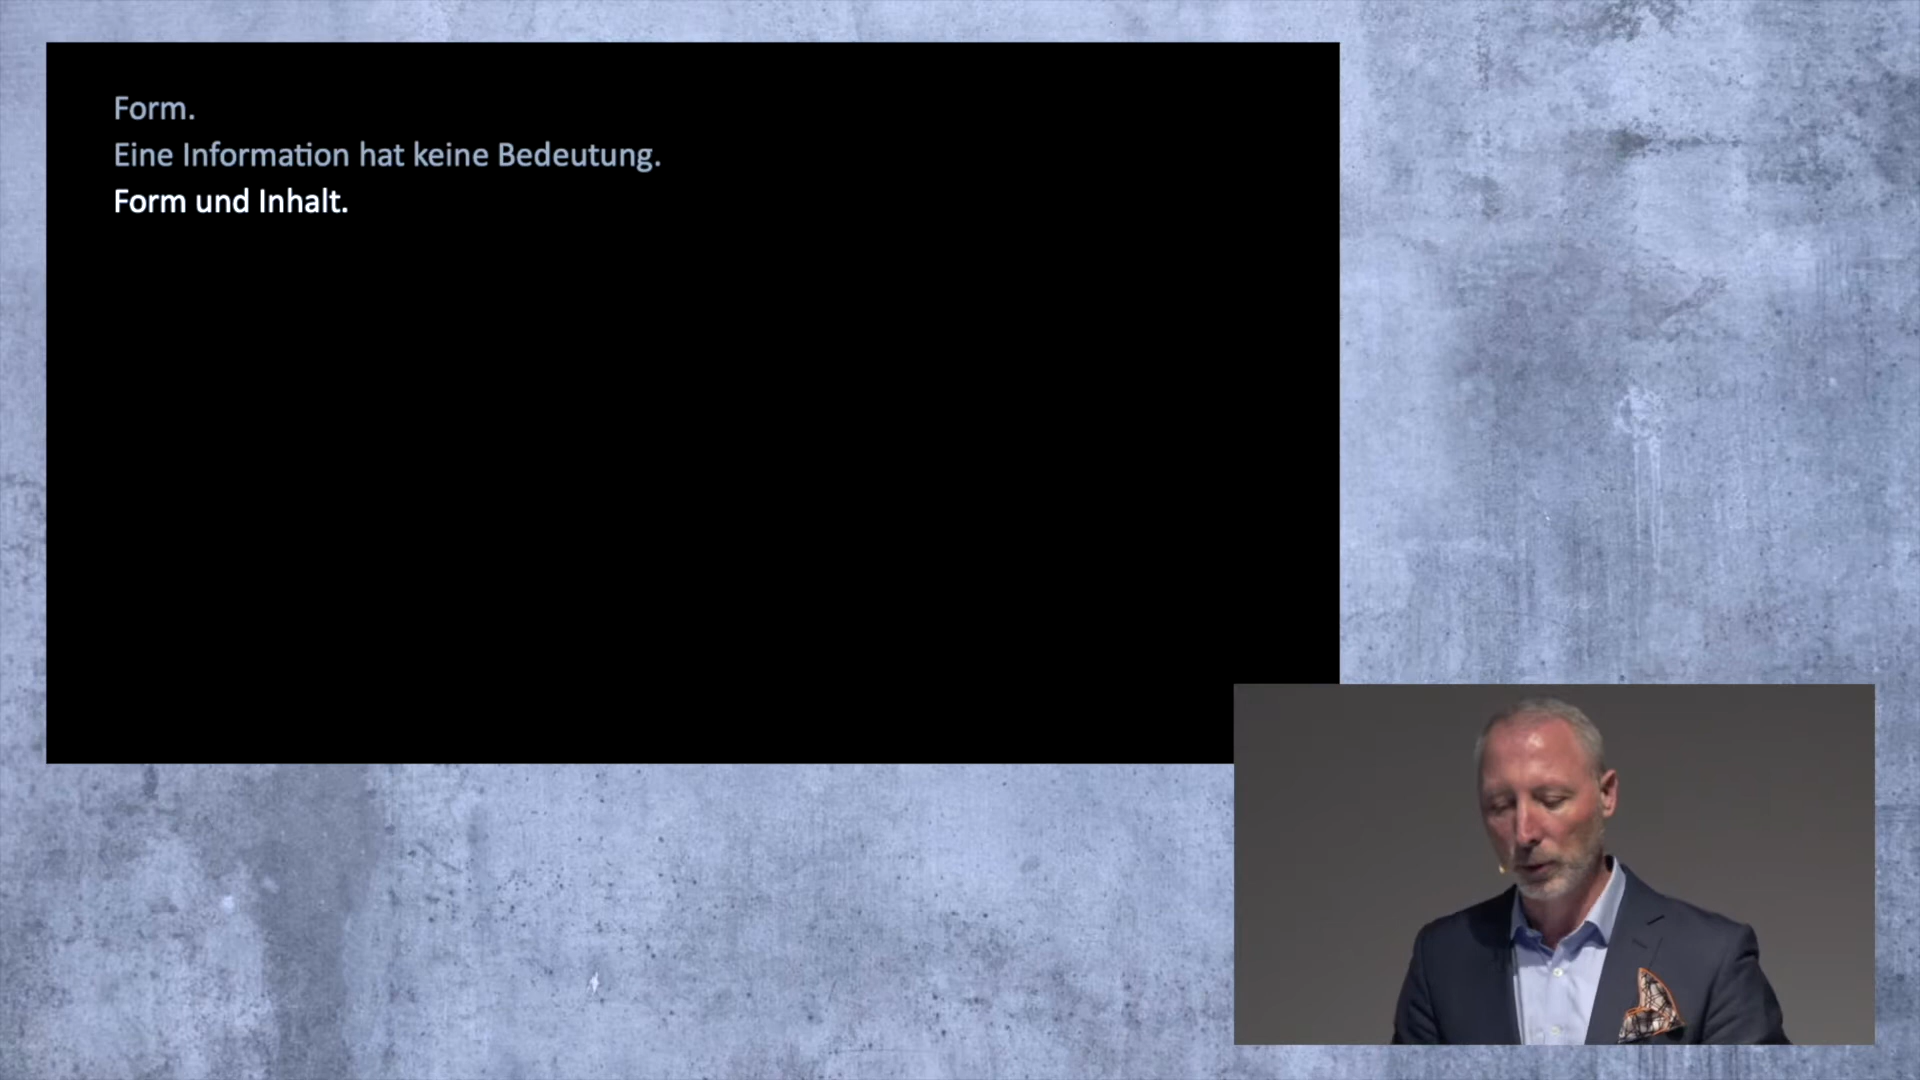 Form.
Eine Information hat keine Bedeutung.
Form und Inhalt.